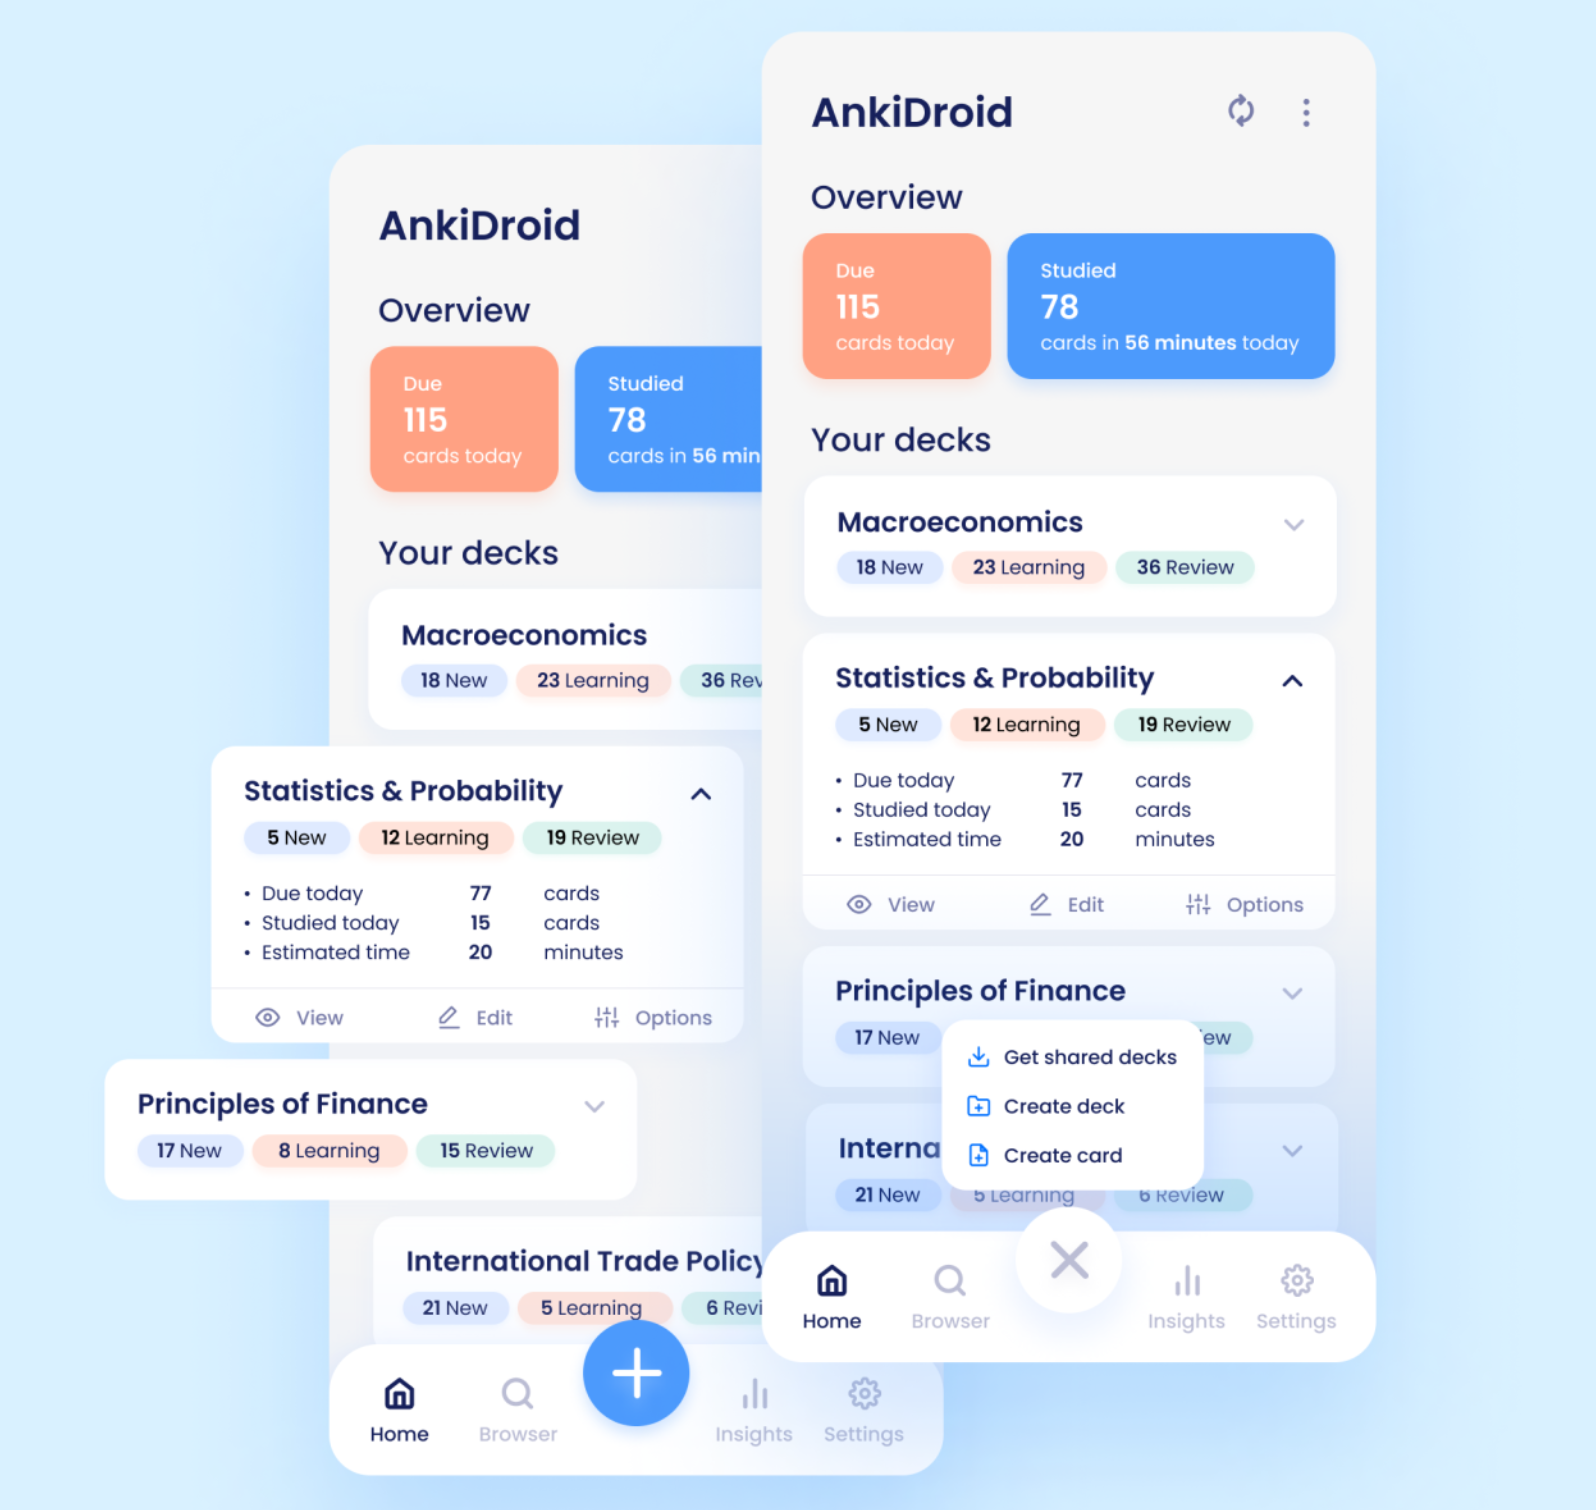 AnkiDroid
Overview
Due
115
cards today
Studied
78
cards in 56 min
Your decks
Macroeconomics
18 New
23 Learning
36 Rev
Statistics & Probability
5 New
12 Learning
19 Review
• Due today 77 cards
• Studied today 15 cards
• Estimated time 20 minutes
View
Edit
Options
Principles of Finance
17 New
8 Learning
15 Review
International Trade Policy
21 New
5 Learning
6 Revi
Home
Browser
Insights
Settings
AnkiDroid
Overview
Due
115
cards today
Studied
78
cards in 56 minutes today
Your decks
Macroeconomics
18 New
23 Learning
36 Review
Statistics & Probability
5 New
12 Learning
19 Review
• Due today 77 cards
• Studied today 15 cards
• Estimated time 20 minutes
View
Edit
Options
Principles of Finance
17 New
iew
Get shared decks
Create deck
Create card
Interna
21 New
5 Learning
6 Review
Home
Browser
Insights
Settings